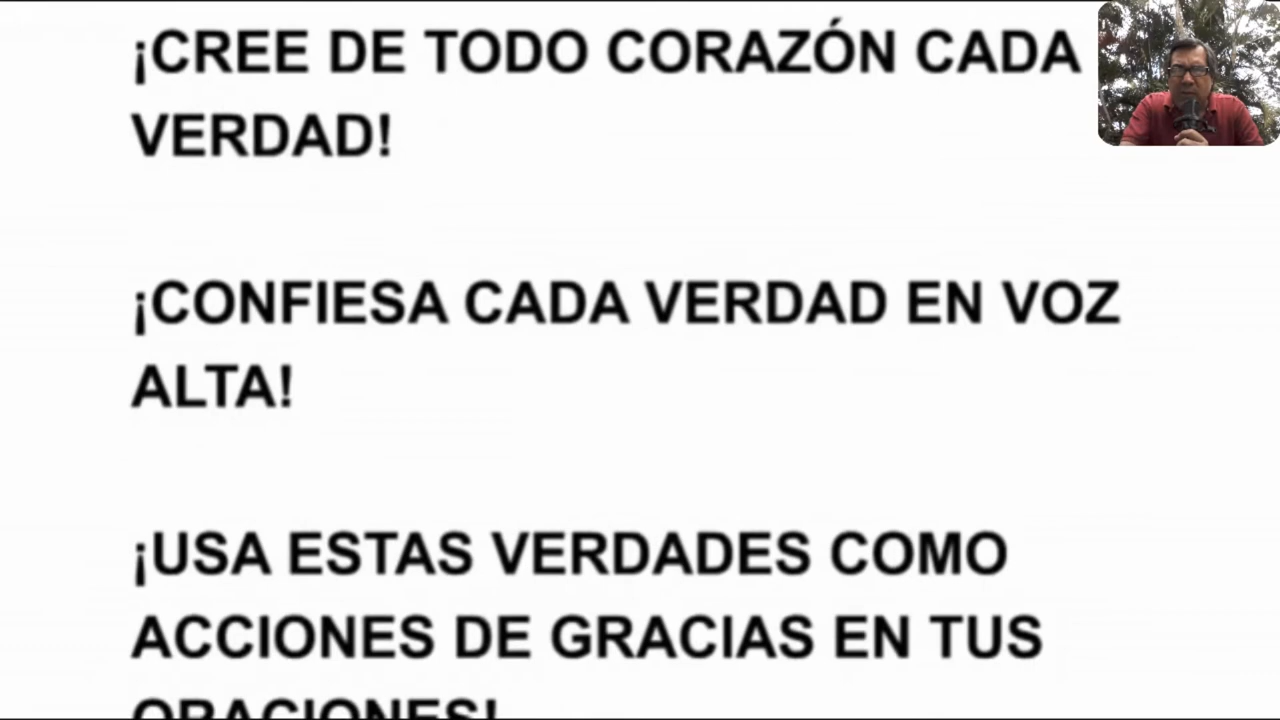 ¡CREE DE TODO CORAZÓN CADA
VERDAD!
¡CONFIESA CADA VERDAD EN VOZ
ALTA!
¡USA ESTAS VERDADES COMO
ACCIONES DE GRACIAS EN TUS
ORACIONES!